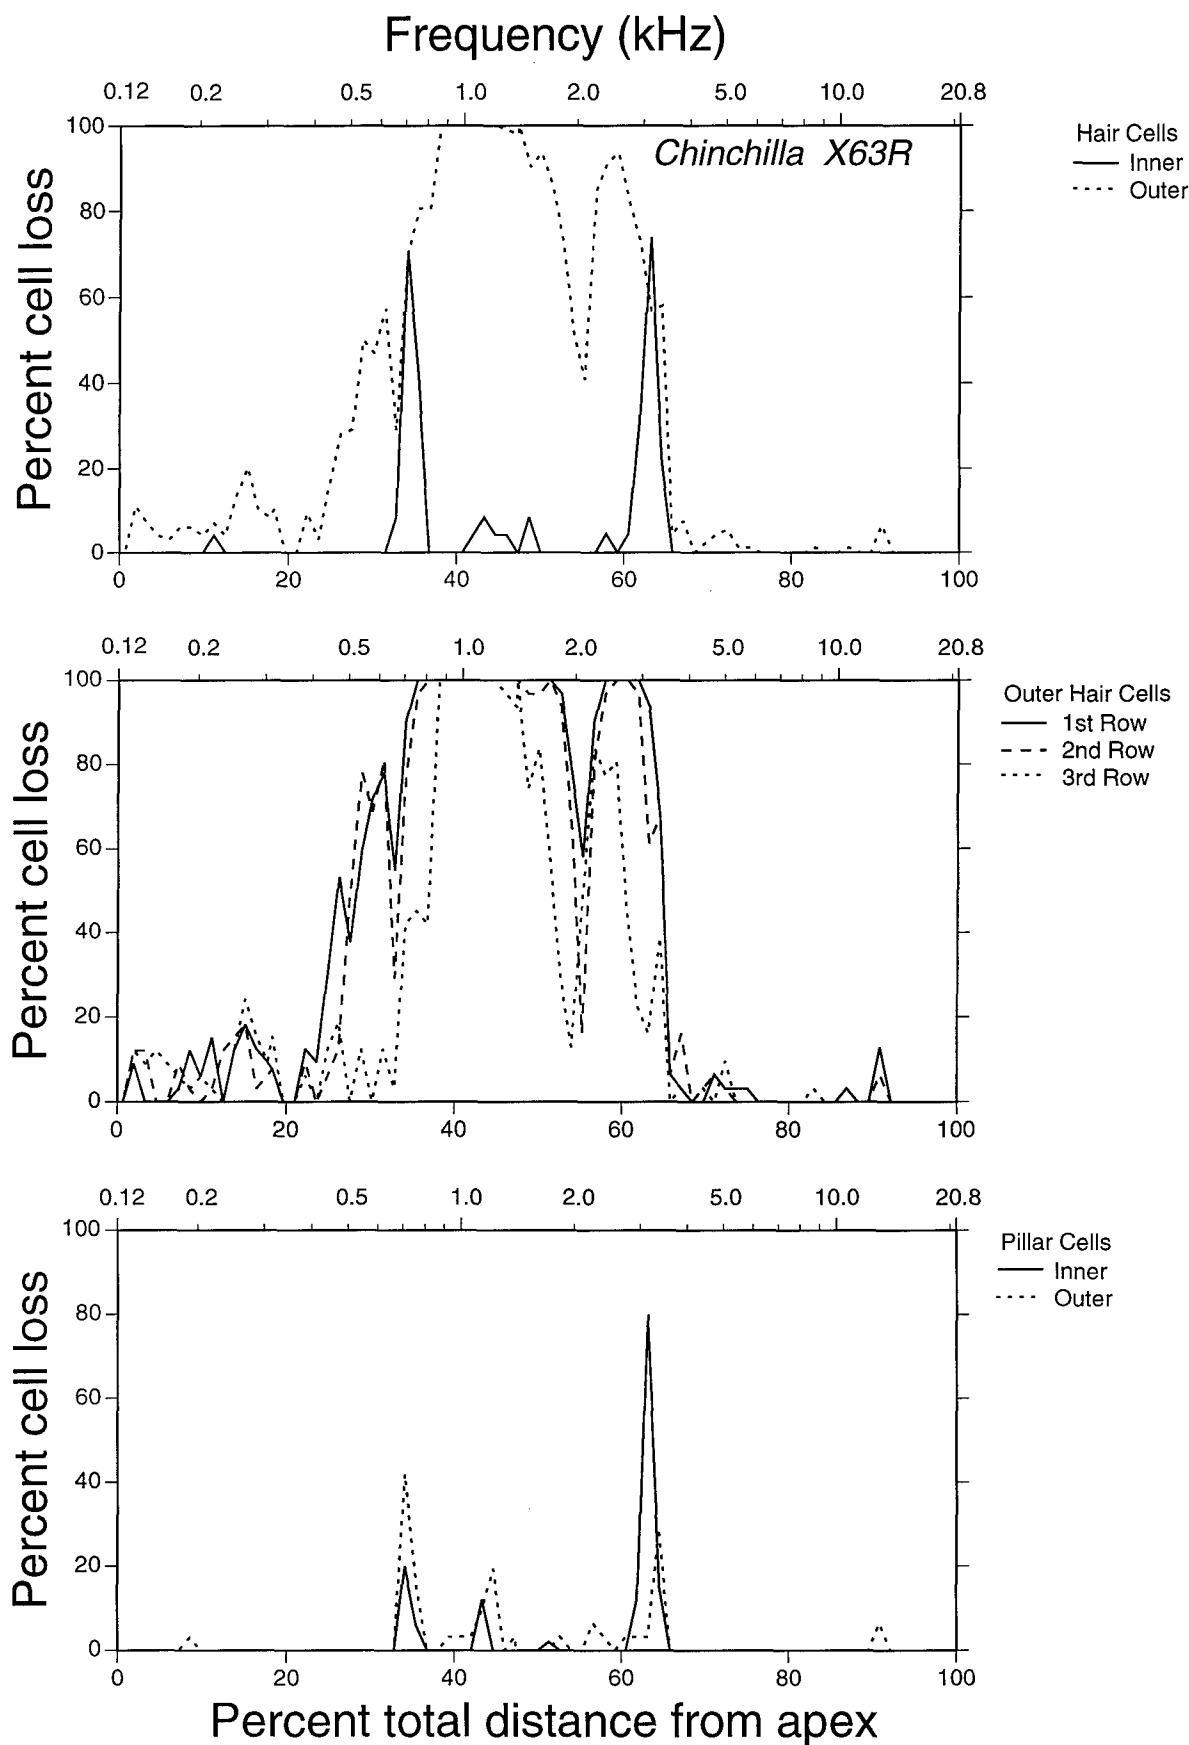 Frequency (kHz)
0.12 0.2 0.5 1.0 2.0 5.0 10.0 20.8
Chinchilla X63R
Hair Cells
Inner
Outer
Percent cell loss
100
80
60
40
20
0
0 20 40 60 80 100
0.12 0.2 0.5 1.0 2.0 5.0 10.0 20.8
Outer Hair Cells
1st Row
2nd Row
3rd Row
Percent cell loss
100
80
60
40
20
0
0 20 40 60 80 100
0.12 0.2 0.5 1.0 2.0 5.0 10.0 20.8
Pillar Cells
Inner
Outer
Percent cell loss
100
80
60
40
20
0
0 20 40 60 80 100
Percent total distance from apex